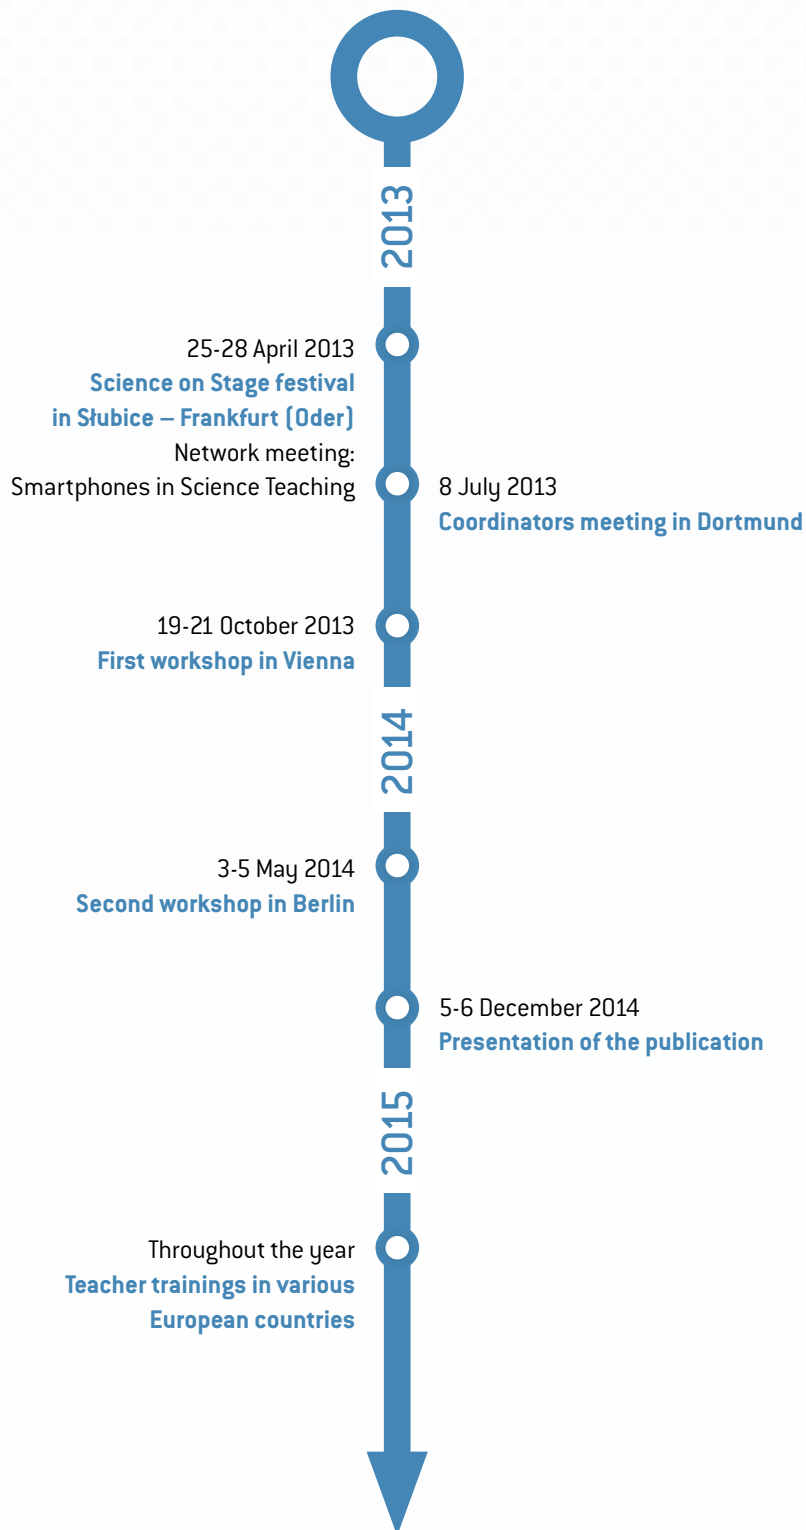 2013
25-28 April 2013
Science on Stage festival
in Słubice – Frankfurt (Oder)
Network meeting:
Smartphones in Science Teaching
8 July 2013
Coordinators meeting in Dortmund
19-21 October 2013
First workshop in Vienna
2014
3-5 May 2014
Second workshop in Berlin
5-6 December 2014
Presentation of the publication
2015
Throughout the year
Teacher trainings in various
European countries